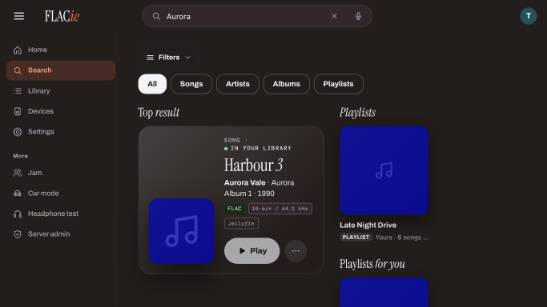 FLACie
Aurora
T
Home
Search
Library
Devices
Settings
More
Jam
Car mode
Headphone test
Server admin
Filters
All
Songs
Artists
Albums
Playlists
Top result
SONG ·
IN YOUR LIBRARY
Harbour 3
Aurora Vale · Aurora
Album 1 · 1990
FLAC
16-bit / 44.1 kHz
Jellyfin
Play
Playlists
Late Night Drive
PLAYLIST Yours · 6 songs ...
Playlists for you